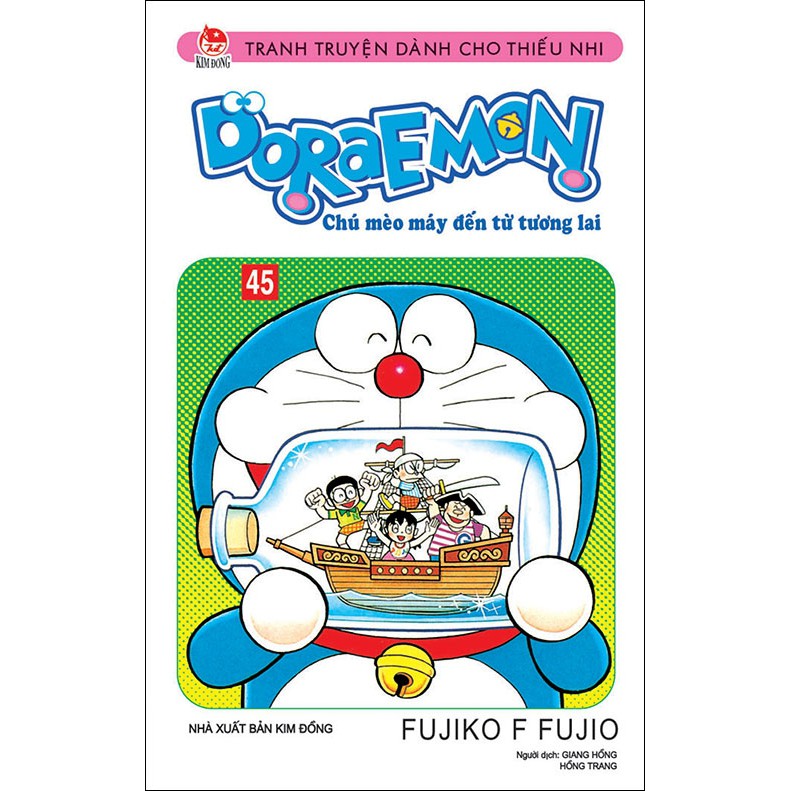 KIM ĐỒNG
TRANH TRUYỆN DÀNH CHO THIẾU NHI
DORAEMON
Chú mèo máy đến từ tương lai
45
G
NHÀ XUẤT BẢN KIM ĐỒNG
FUJIKO F FUJIO
Người dịch: GIANG HỒNG
HỒNG TRANG